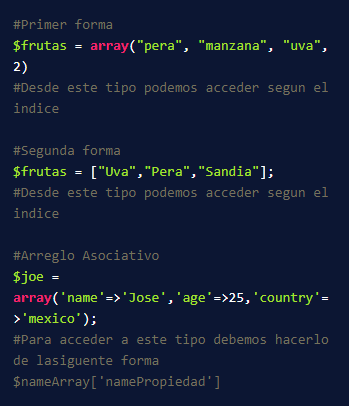 #Primer forma
$frutas = array("pera", "manzana", "uva",
2)
#Desde este tipo podemos acceder segun el
indice
#Segunda forma
$frutas = ["Uva","Pera","Sandia"];
#Desde este tipo podemos acceder segun el
indice
#Arreglo Asociativo
$joe =
array('name'=>'Jose','age'=>25,'country'=
>'mexico');
#Para acceder a este tipo debemos hacerlo
de lasiguente forma
$nameArray['namePropiedad']